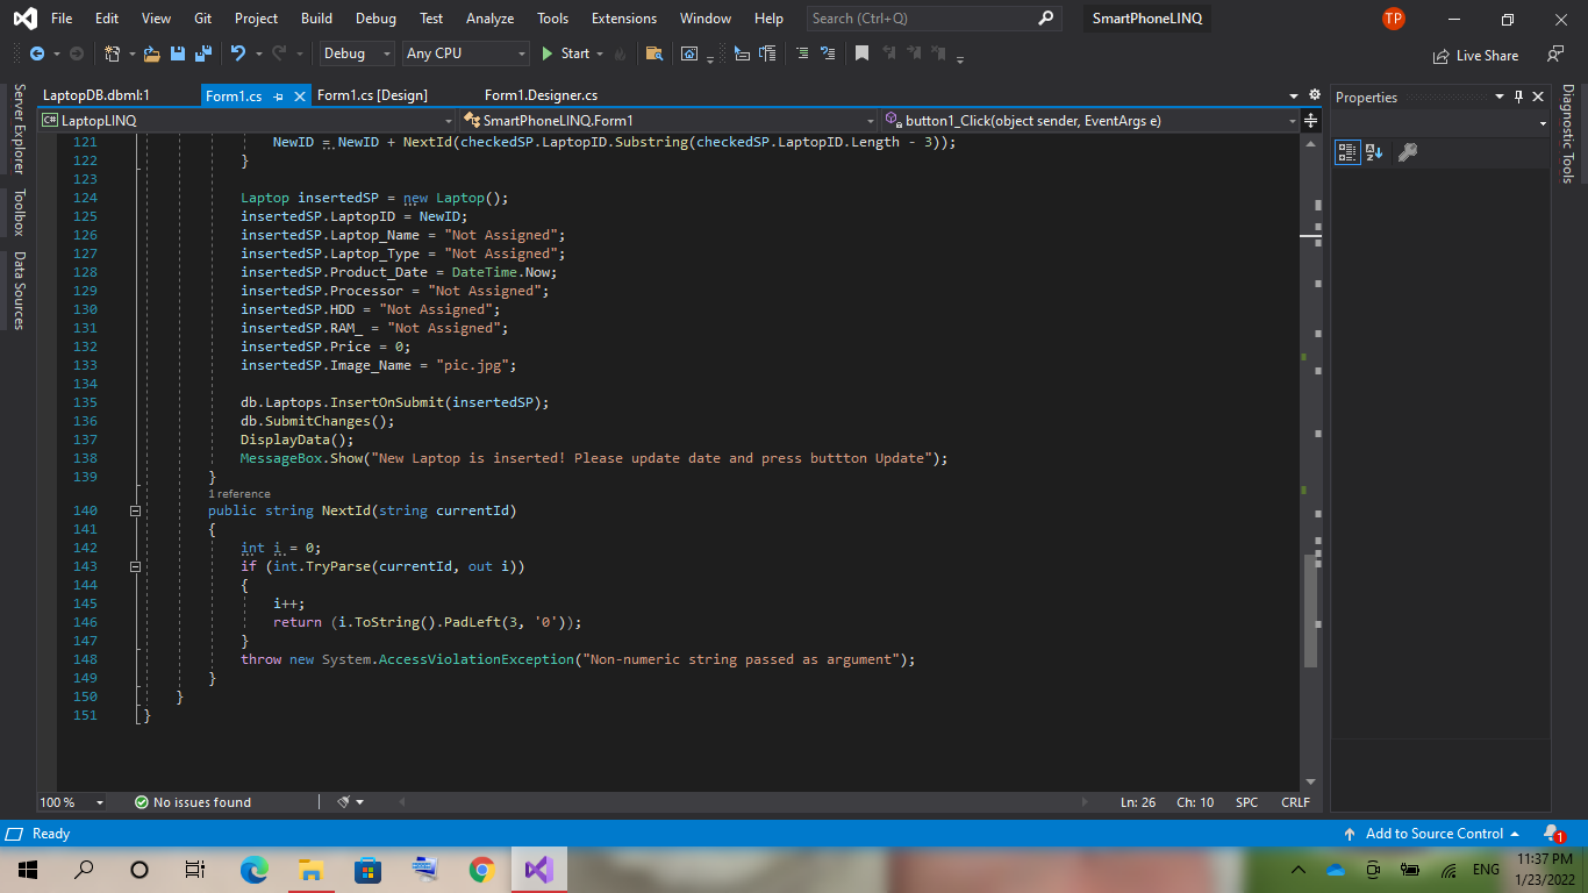 File Edit View Git Project Build Debug Test Analyze Tools Extensions Window Help Search (Ctrl+Q) SmartPhoneLINQ TP
Debug Any CPU Start Live Share
LaptopDB.dbml:1 Form1.cs Form1.cs [Design] Form1.Designer.cs Properties
C# LaptopLINQ SmartPhoneLINQ.Form1 button1_Click(object sender, EventArgs e)
Server Explorer
Toolbox
Data Sources
Diagnostic Tools
121 NewID = NewID + NextId(checkedSP.LaptopID.Substring(checkedSP.LaptopID.Length - 3));
122 }
123
124 Laptop insertedSP = new Laptop();
125 insertedSP.LaptopID = NewID;
126 insertedSP.Laptop_Name = "Not Assigned";
127 insertedSP.Laptop_Type = "Not Assigned";
128 insertedSP.Product_Date = DateTime.Now;
129 insertedSP.Processor = "Not Assigned";
130 insertedSP.HDD = "Not Assigned";
131 insertedSP.RAM_ = "Not Assigned";
132 insertedSP.Price = 0;
133 insertedSP.Image_Name = "pic.jpg";
134
135 db.Laptops.InsertOnSubmit(insertedSP);
136 db.SubmitChanges();
137 DisplayData();
138 MessageBox.Show("New Laptop is inserted! Please update date and press buttton Update");
139 }
1 reference
140 public string NextId(string currentId)
141 {
142 int i = 0;
143 if (int.TryParse(currentId, out i))
144 {
145 i++;
146 return (i.ToString().PadLeft(3, '0'));
147 }
148 throw new System.AccessViolationException("Non-numeric string passed as argument");
149 }
150 }
151 }
100 % No issues found Ln: 26 Ch: 10 SPC CRLF
Ready Add to Source Control 1
ENG 11:37 PM
1/23/2022